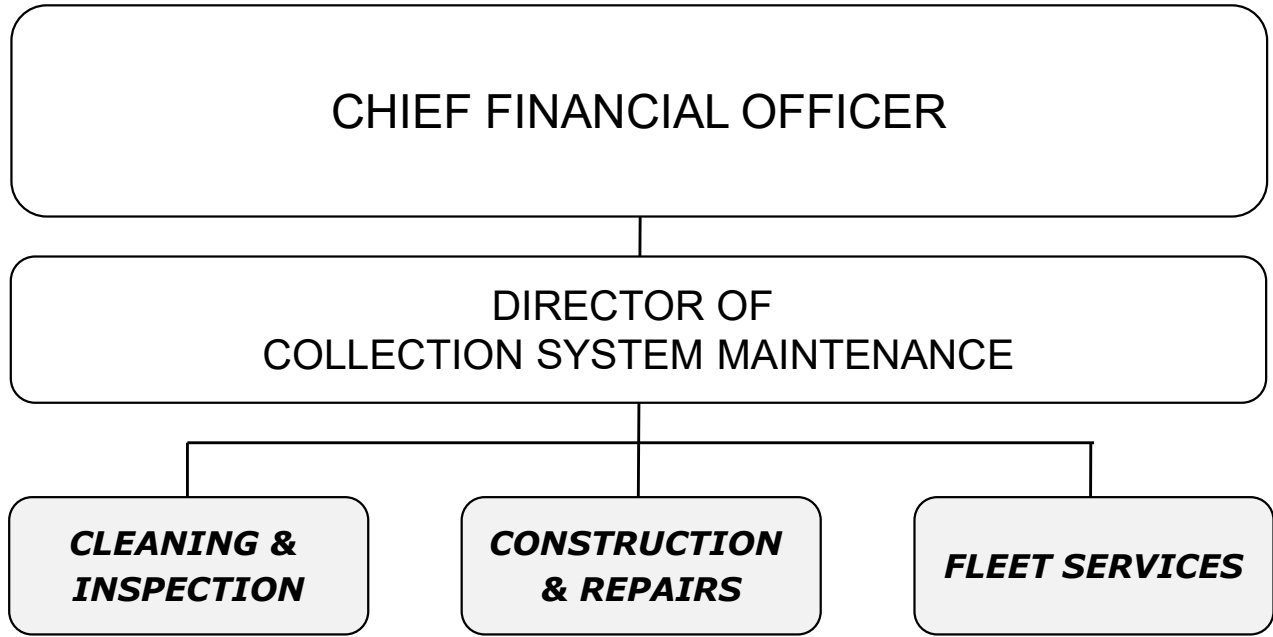 CHIEF FINANCIAL OFFICER
DIRECTOR OF
COLLECTION SYSTEM MAINTENANCE
CLEANING &
INSPECTION
CONSTRUCTION
& REPAIRS
FLEET SERVICES